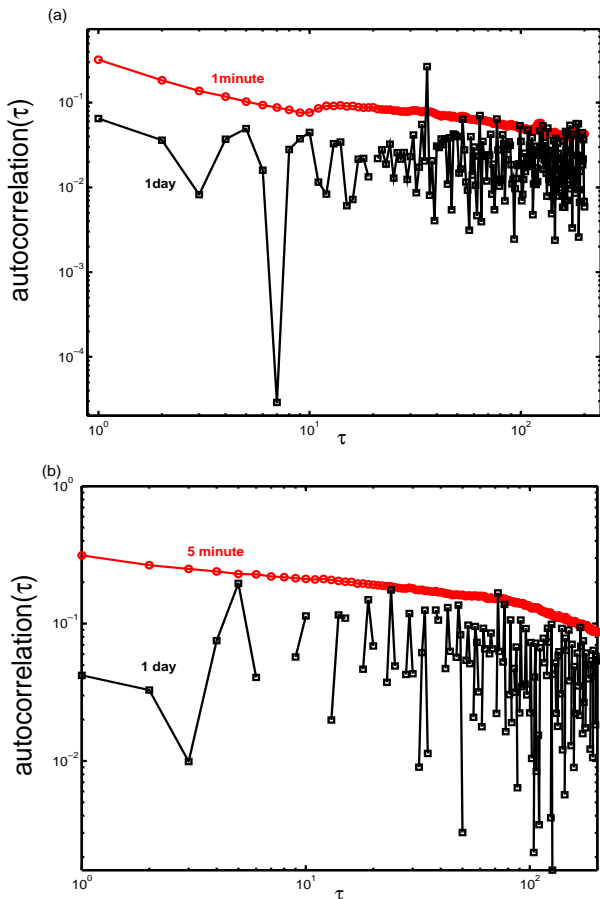 (a)
10⁻¹
10⁻²
10⁻³
10⁻⁴
autocorrelation(τ)
1minute
1day
10⁰
10¹
10²
τ
(b)
10⁰
10⁻¹
10⁻²
autocorrelation(τ)
5 minute
1 day
10⁰
10¹
10²
τ